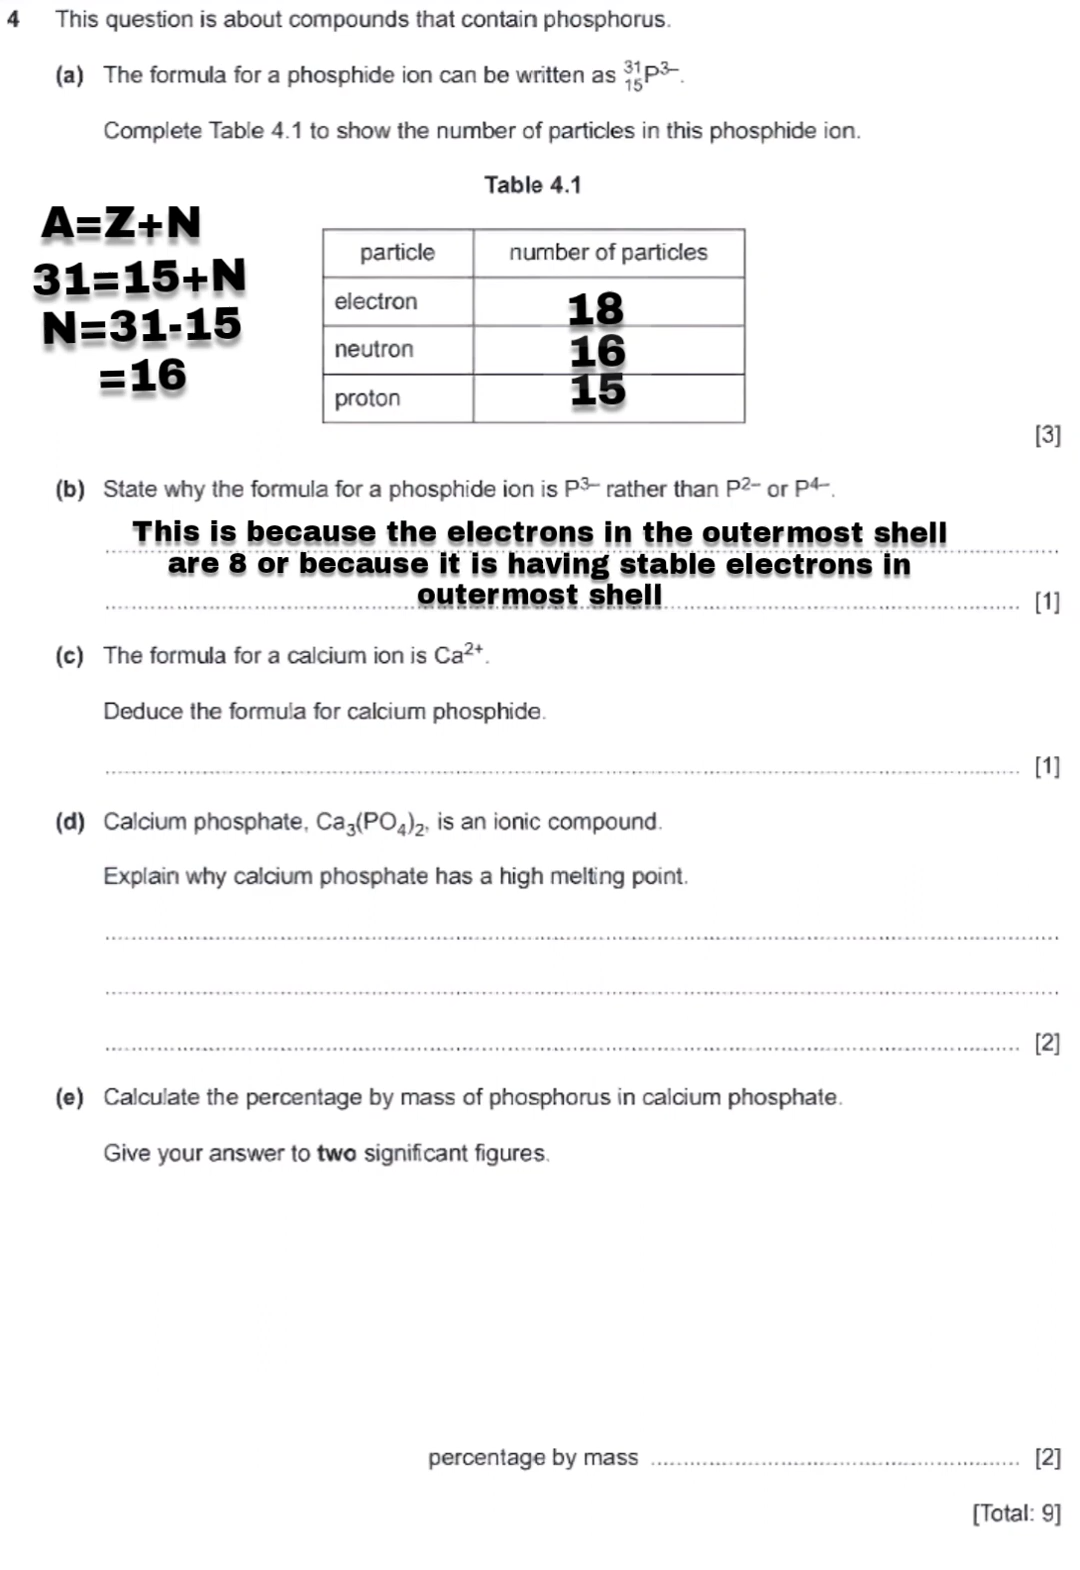 4 This question is about compounds that contain phosphorus.
(a) The formula for a phosphide ion can be written as ³¹₁₅P³⁻.
Complete Table 4.1 to show the number of particles in this phosphide ion.
Table 4.1
A=Z+N
31=15+N
N=31-15
=16
particle number of particles
electron 18
neutron 16
proton 15
[3]
(b) State why the formula for a phosphide ion is P³⁻ rather than P²⁻ or P⁴⁻.
This is because the electrons in the outermost shell
are 8 or because it is having stable electrons in
outermost shell [1]
(c) The formula for a calcium ion is Ca²⁺.
Deduce the formula for calcium phosphide.
[1]
(d) Calcium phosphate, Ca₃(PO₄)₂, is an ionic compound.
Explain why calcium phosphate has a high melting point.
[2]
(e) Calculate the percentage by mass of phosphorus in calcium phosphate.
Give your answer to two significant figures.
percentage by mass [2]
[Total: 9]